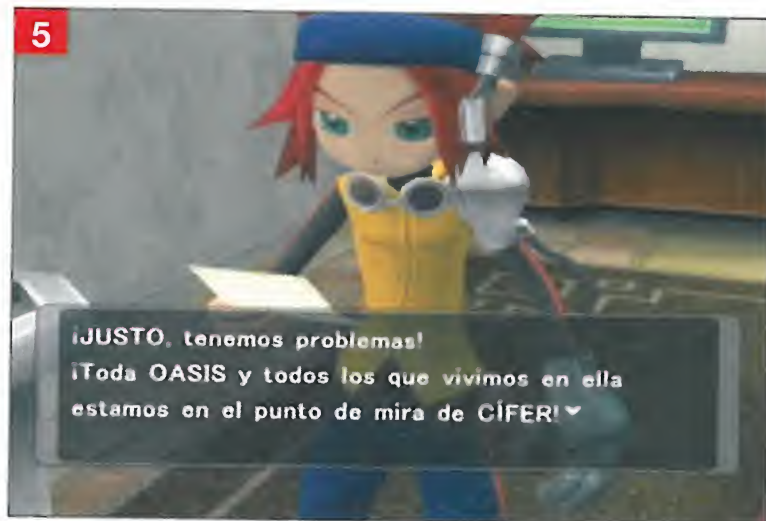 5
¡JUSTO, tenemos problemas!
¡Toda OASIS y todos los que vivimos en ella
estamos en el punto de mira de CÍFER!